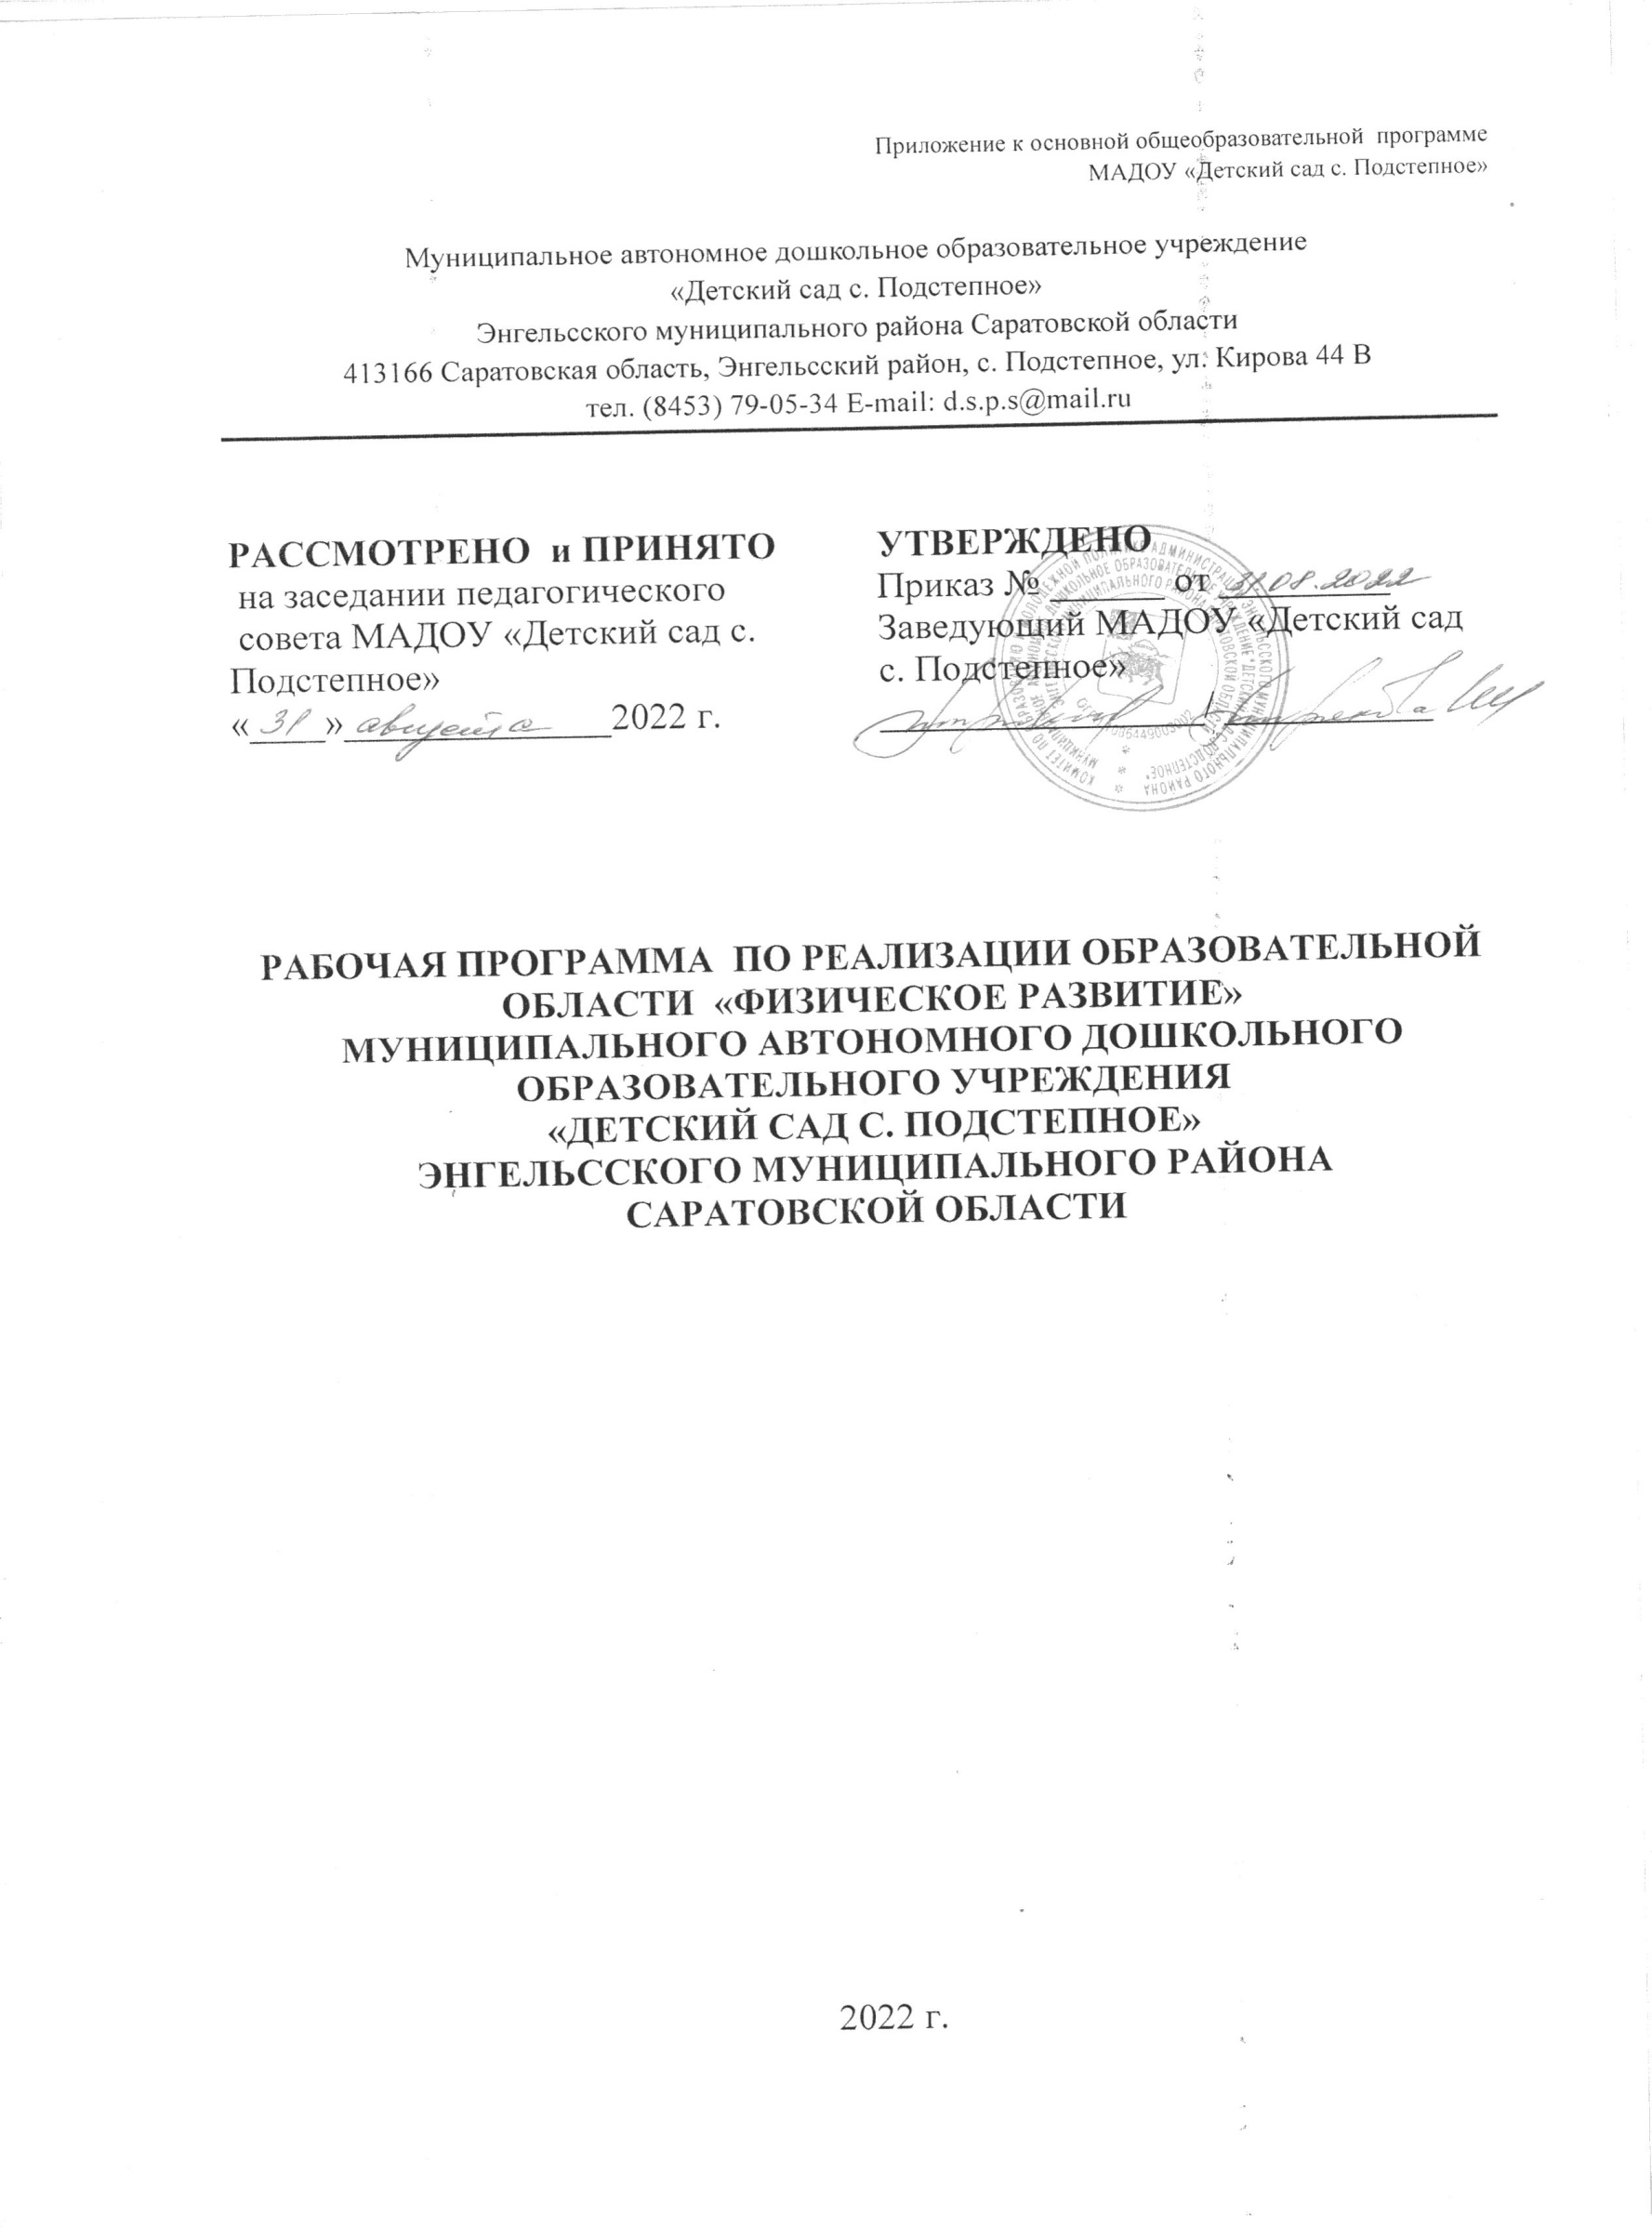 Приложение к основной общеобразовательной  программе
МАДОУ «Детский сад с. Подстепное»
Муниципальное автономное дошкольное образовательное учреждение
«Детский сад с. Подстепное»
Энгельсского муниципального района Саратовской области
413166 Саратовская область, Энгельсский район, с. Подстепное, ул. Кирова 44 В
тел. (8453) 79-05-34 E-mail: d.s.p.s@mail.ru
РАССМОТРЕНО  и ПРИНЯТО
на заседании педагогического
совета МАДОУ «Детский сад с.
Подстепное»
«31» августа 2022 г.
УТВЕРЖДЕНО
Приказ № ______ от 31.08.2022
Заведующий МАДОУ «Детский сад
с. Подстепное»
РАБОЧАЯ ПРОГРАММА  ПО РЕАЛИЗАЦИИ ОБРАЗОВАТЕЛЬНОЙ
ОБЛАСТИ  «ФИЗИЧЕСКОЕ РАЗВИТИЕ»
МУНИЦИПАЛЬНОГО АВТОНОМНОГО ДОШКОЛЬНОГО
ОБРАЗОВАТЕЛЬНОГО УЧРЕЖДЕНИЯ
«ДЕТСКИЙ САД С. ПОДСТЕПНОЕ»
ЭНГЕЛЬССКОГО МУНИЦИПАЛЬНОГО РАЙОНА
САРАТОВСКОЙ ОБЛАСТИ
2022 г.